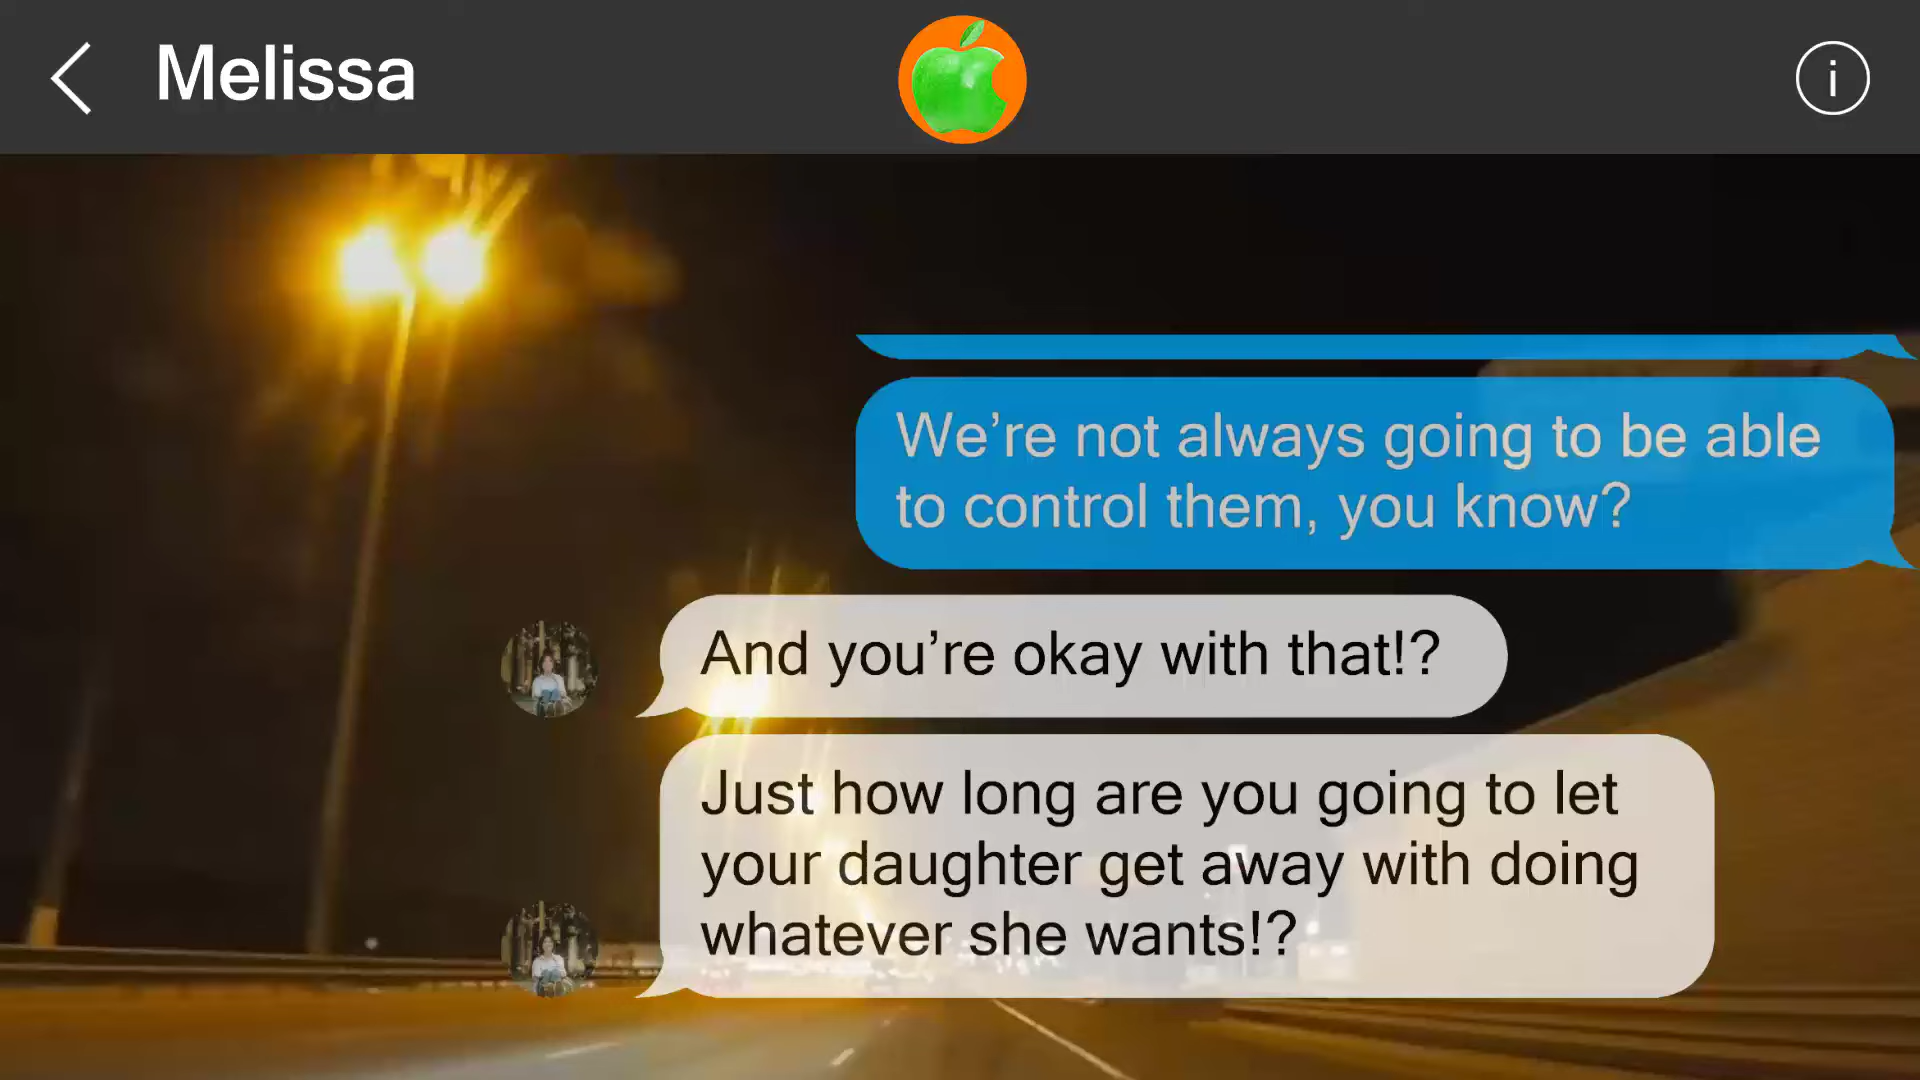 Melissa
We’re not always going to be able
to control them, you know?
And you’re okay with that!?
Just how long are you going to let
your daughter get away with doing
whatever she wants!?